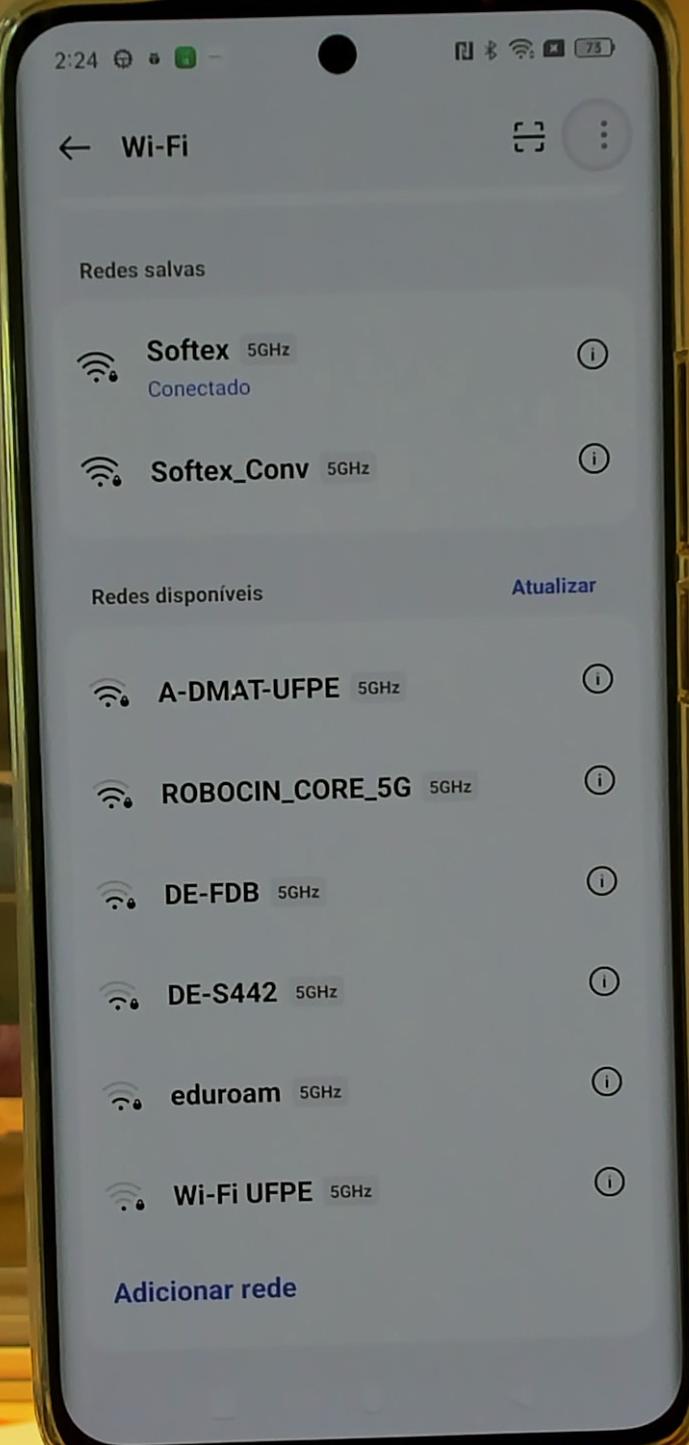 2:24 73
Wi-Fi
Redes salvas
Softex 5GHz
Conectado
Softex_Conv 5GHz
Redes disponíveis Atualizar
A-DMAT-UFPE 5GHz
ROBOCIN_CORE_5G 5GHz
DE-FDB 5GHz
DE-S442 5GHz
eduroam 5GHz
Wi-Fi UFPE 5GHz
Adicionar rede